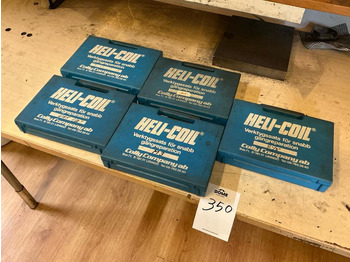 HELI-COIL®
Verktygssats för snabb
gängreparation
Colly Company ab
HELI-COIL®
Verktygssats för snabb
gängreparation
Colly Company ab
HELI-COIL®
Verktygssats för snabb
gängreparation
Colly Company ab
HELI-COIL®
Verktygssats för snabb
gängreparation
Colly Company ab
HELI-COIL®
Verktygssats för snabb
gängreparation
Colly Company ab
350